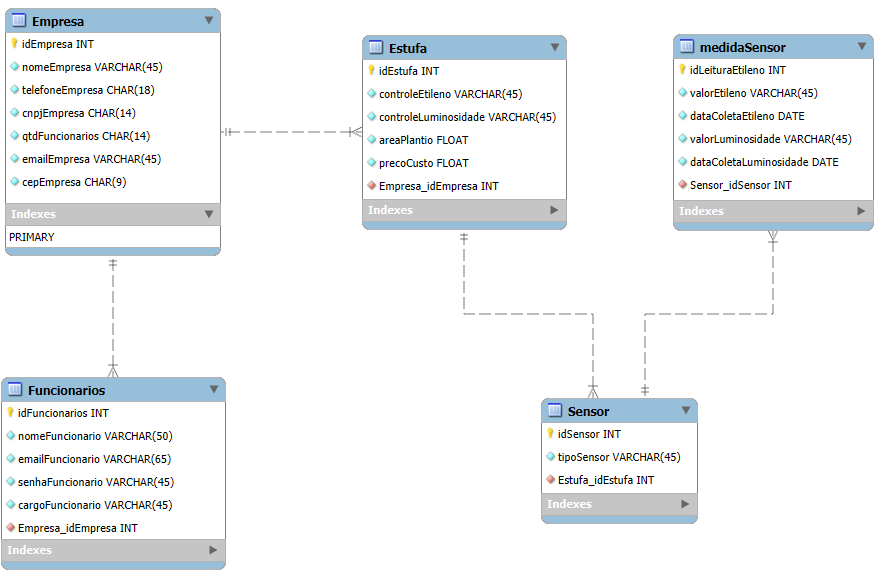 Empresa
idEmpresa INT
nomeEmpresa VARCHAR(45)
telefoneEmpresa CHAR(18)
cnpjEmpresa CHAR(14)
qtdFuncionarios CHAR(14)
emailEmpresa VARCHAR(45)
cepEmpresa CHAR(9)
Indexes
PRIMARY
Estufa
idEstufa INT
controleEtileno VARCHAR(45)
controleLuminosidade VARCHAR(45)
areaPlantio FLOAT
precoCusto FLOAT
Empresa_idEmpresa INT
Indexes
medidaSensor
idLeituraEtileno INT
valorEtileno VARCHAR(45)
dataColetaEtileno DATE
valorLuminosidade VARCHAR(45)
dataColetaLuminosidade DATE
Sensor_idSensor INT
Indexes
Funcionarios
idFuncionarios INT
nomeFuncionario VARCHAR(50)
emailFuncionario VARCHAR(65)
senhaFuncionario VARCHAR(45)
cargoFuncionario VARCHAR(45)
Empresa_idEmpresa INT
Indexes
Sensor
idSensor INT
tipoSensor VARCHAR(45)
Estufa_idEstufa INT
Indexes